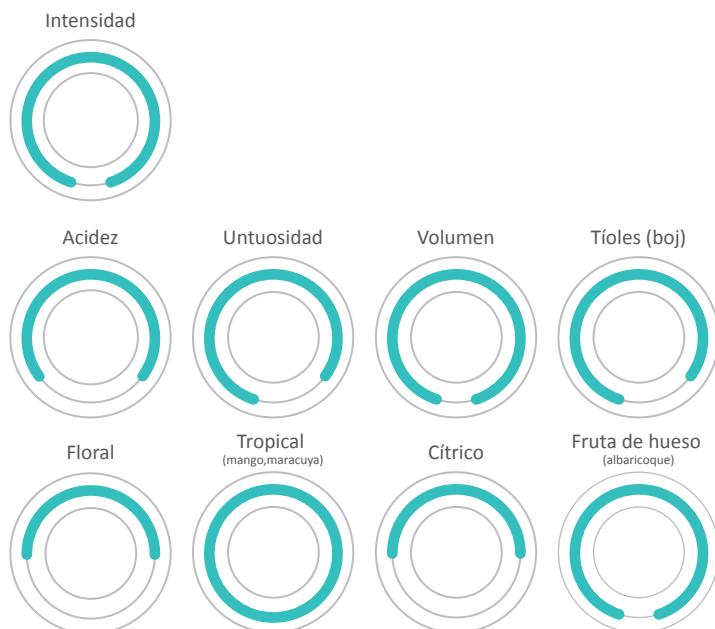 Intensidad
Acidez
Untuosidad
Volumen
Tíoles (boj)
Floral
Tropical
(mango,maracuya)
Cítrico
Fruta de hueso
(albaricoque)